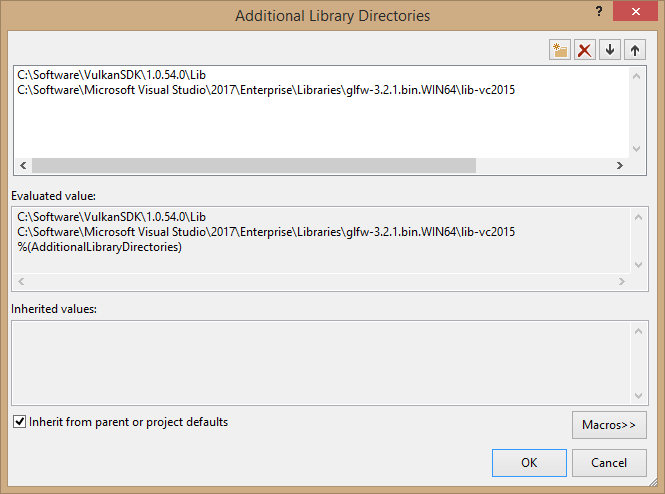 Additional Library Directories
?
C:\Software\VulkanSDK\1.0.54.0\Lib
C:\Software\Microsoft Visual Studio\2017\Enterprise\Libraries\glfw-3.2.1.bin.WIN64\lib-vc2015
Evaluated value:
C:\Software\VulkanSDK\1.0.54.0\Lib
C:\Software\Microsoft Visual Studio\2017\Enterprise\Libraries\glfw-3.2.1.bin.WIN64\lib-vc2015
%(AdditionalLibraryDirectories)
Inherited values:
Inherit from parent or project defaults
Macros>>
OK
Cancel